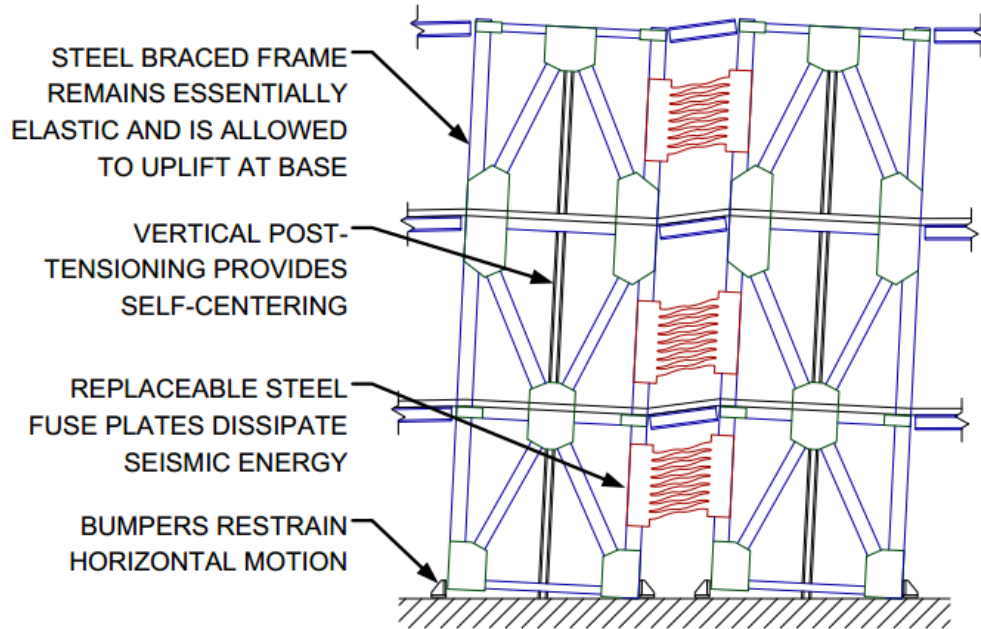 STEEL BRACED FRAME
REMAINS ESSENTIALLY
ELASTIC AND IS ALLOWED
TO UPLIFT AT BASE
VERTICAL POST-
TENSIONING PROVIDES
SELF-CENTERING
REPLACEABLE STEEL
FUSE PLATES DISSIPATE
SEISMIC ENERGY
BUMPERS RESTRAIN
HORIZONTAL MOTION